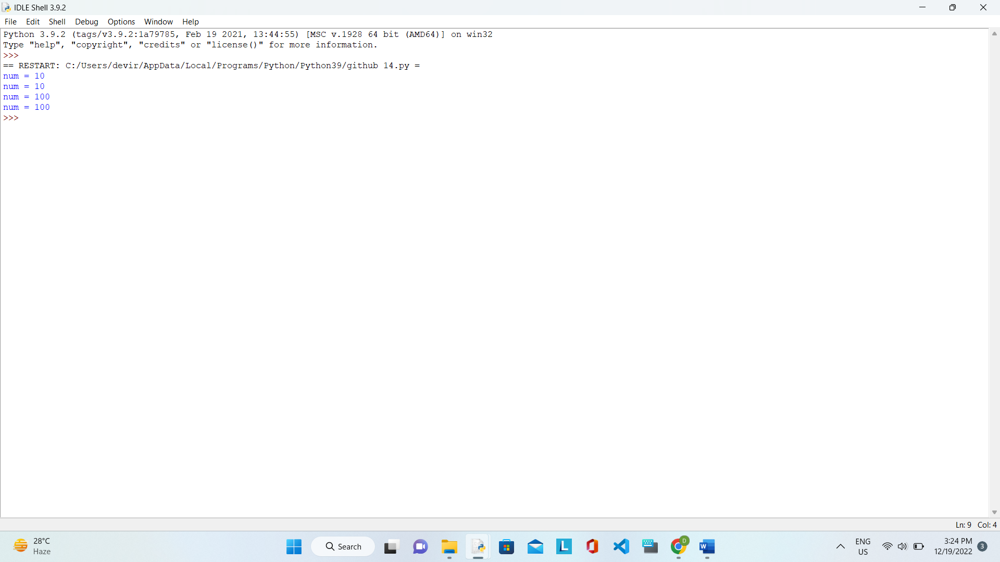 IDLE Shell 3.9.2
File Edit Shell Debug Options Window Help
Python 3.9.2 (tags/v3.9.2:1a79785, Feb 19 2021, 13:44:55) [MSC v.1928 64 bit (AMD64)] on win32
Type "help", "copyright", "credits" or "license()" for more information.
>>>
== RESTART: C:/Users/devir/AppData/Local/Programs/Python/Python39/github 14.py =
num = 10
num = 10
num = 100
num = 100
>>>
Ln: 9 Col: 4
28°C
Haze
Search
L
D
W
ENG
US
3:24 PM
12/19/2022
3